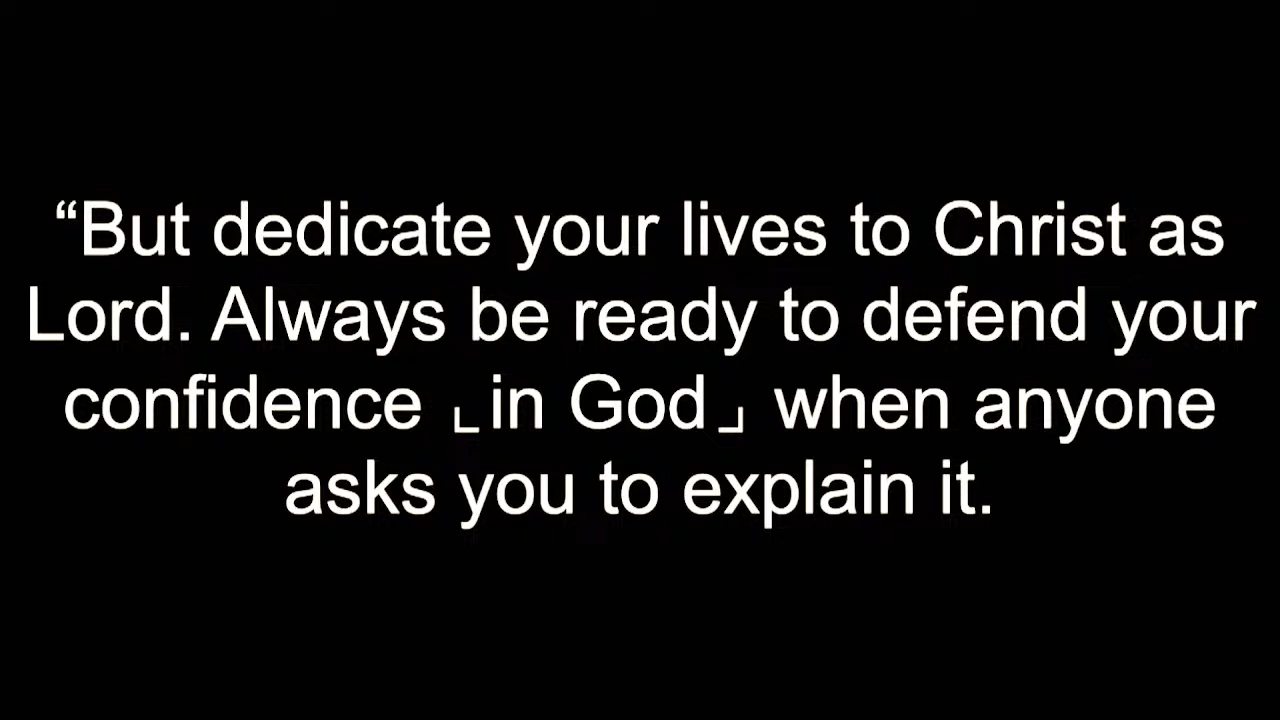 “But dedicate your lives to Christ as
Lord. Always be ready to defend your
confidence ⌞in God⌟ when anyone
asks you to explain it.